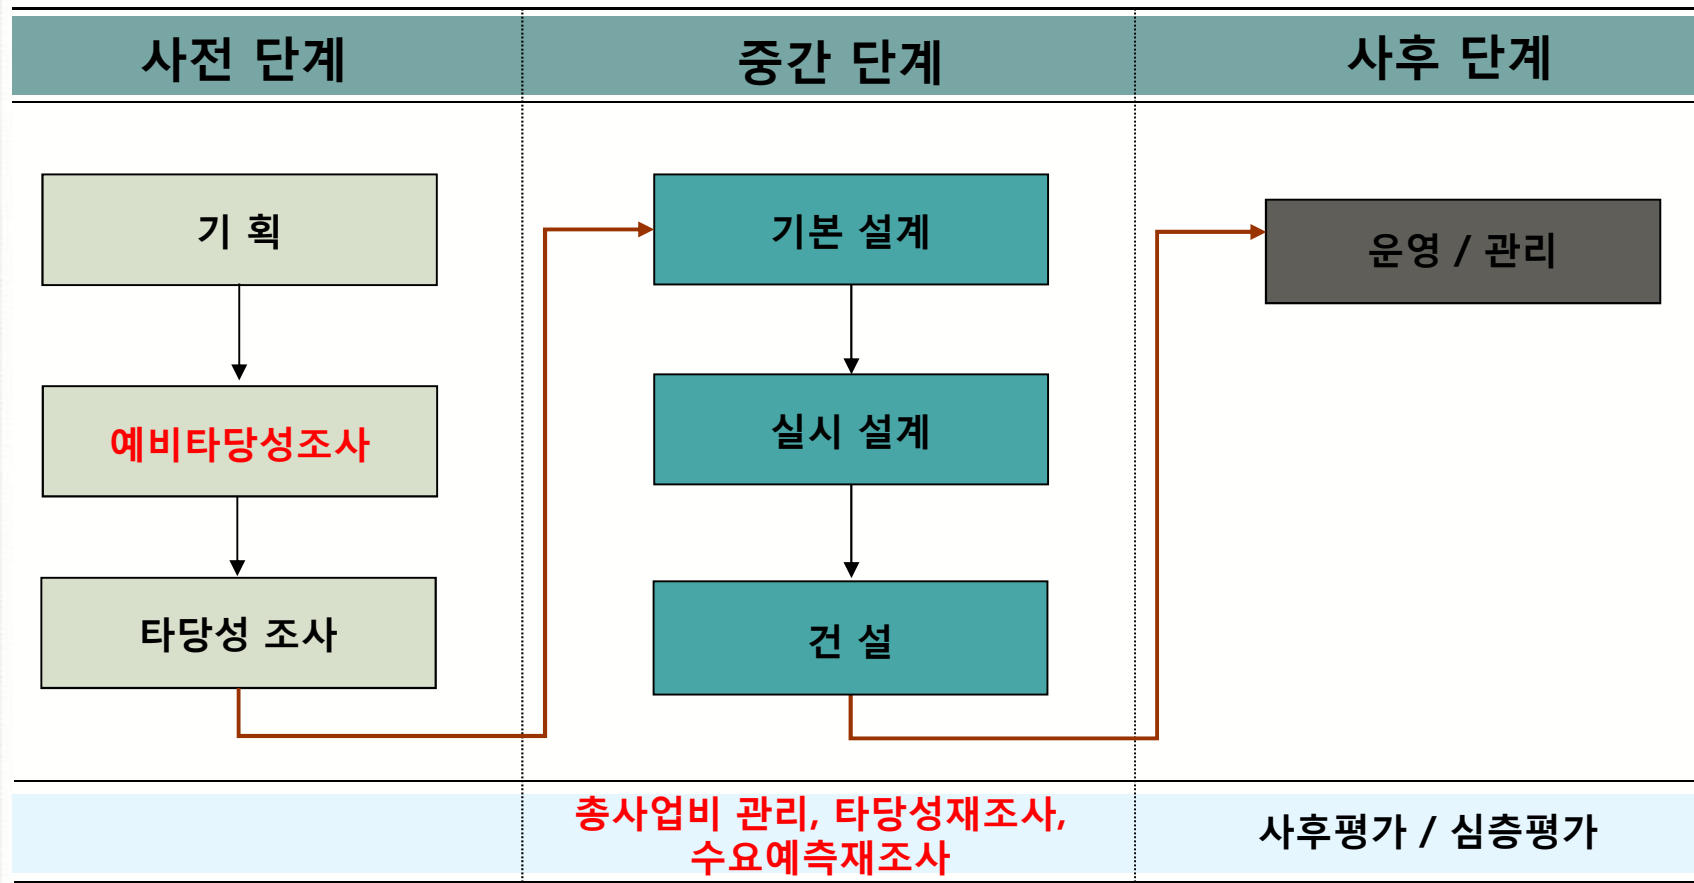 사전 단계
중간 단계
사후 단계
기 획
예비타당성조사
타당성 조사
기본 설계
실시 설계
건 설
운영 / 관리
총사업비 관리, 타당성재조사,
수요예측재조사
사후평가 / 심층평가